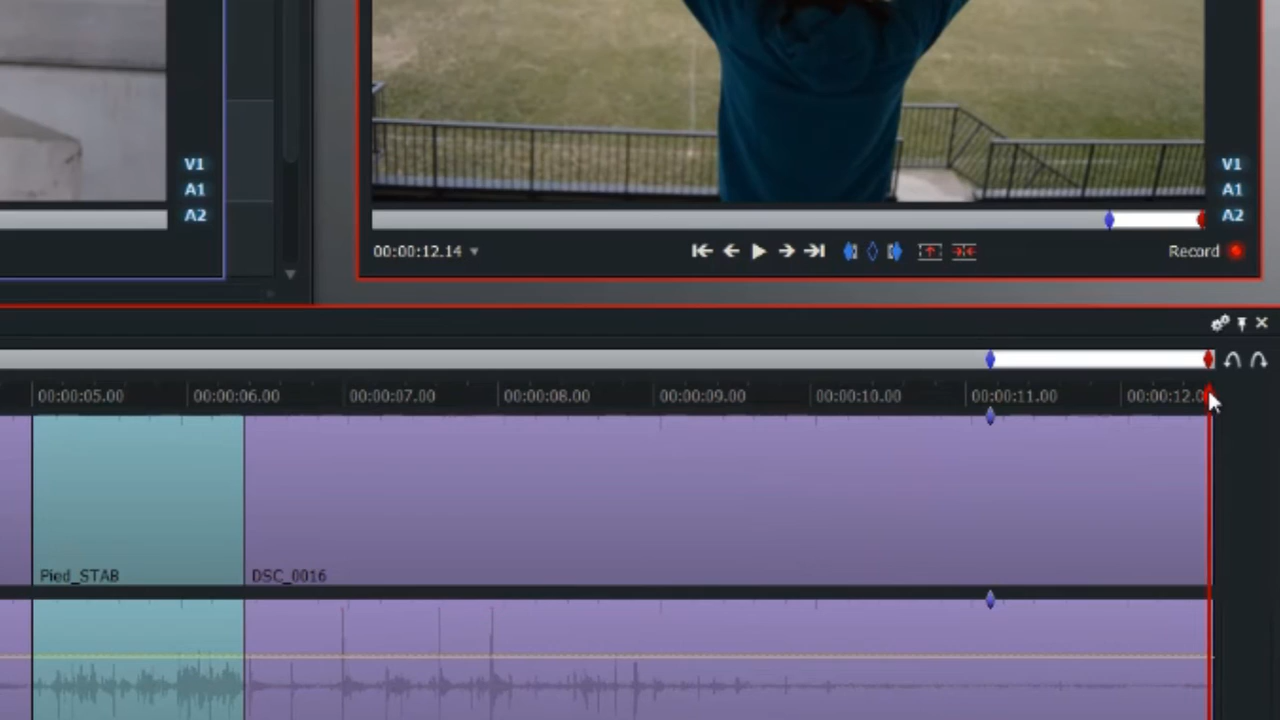 V1
A1
A2
V1
A1
A2
00:00:12.14
Record
00:00:05.00
00:00:06.00
00:00:07.00
00:00:08.00
00:00:09.00
00:00:10.00
00:00:11.00
00:00:12.0
Pied_STAB
DSC_0016